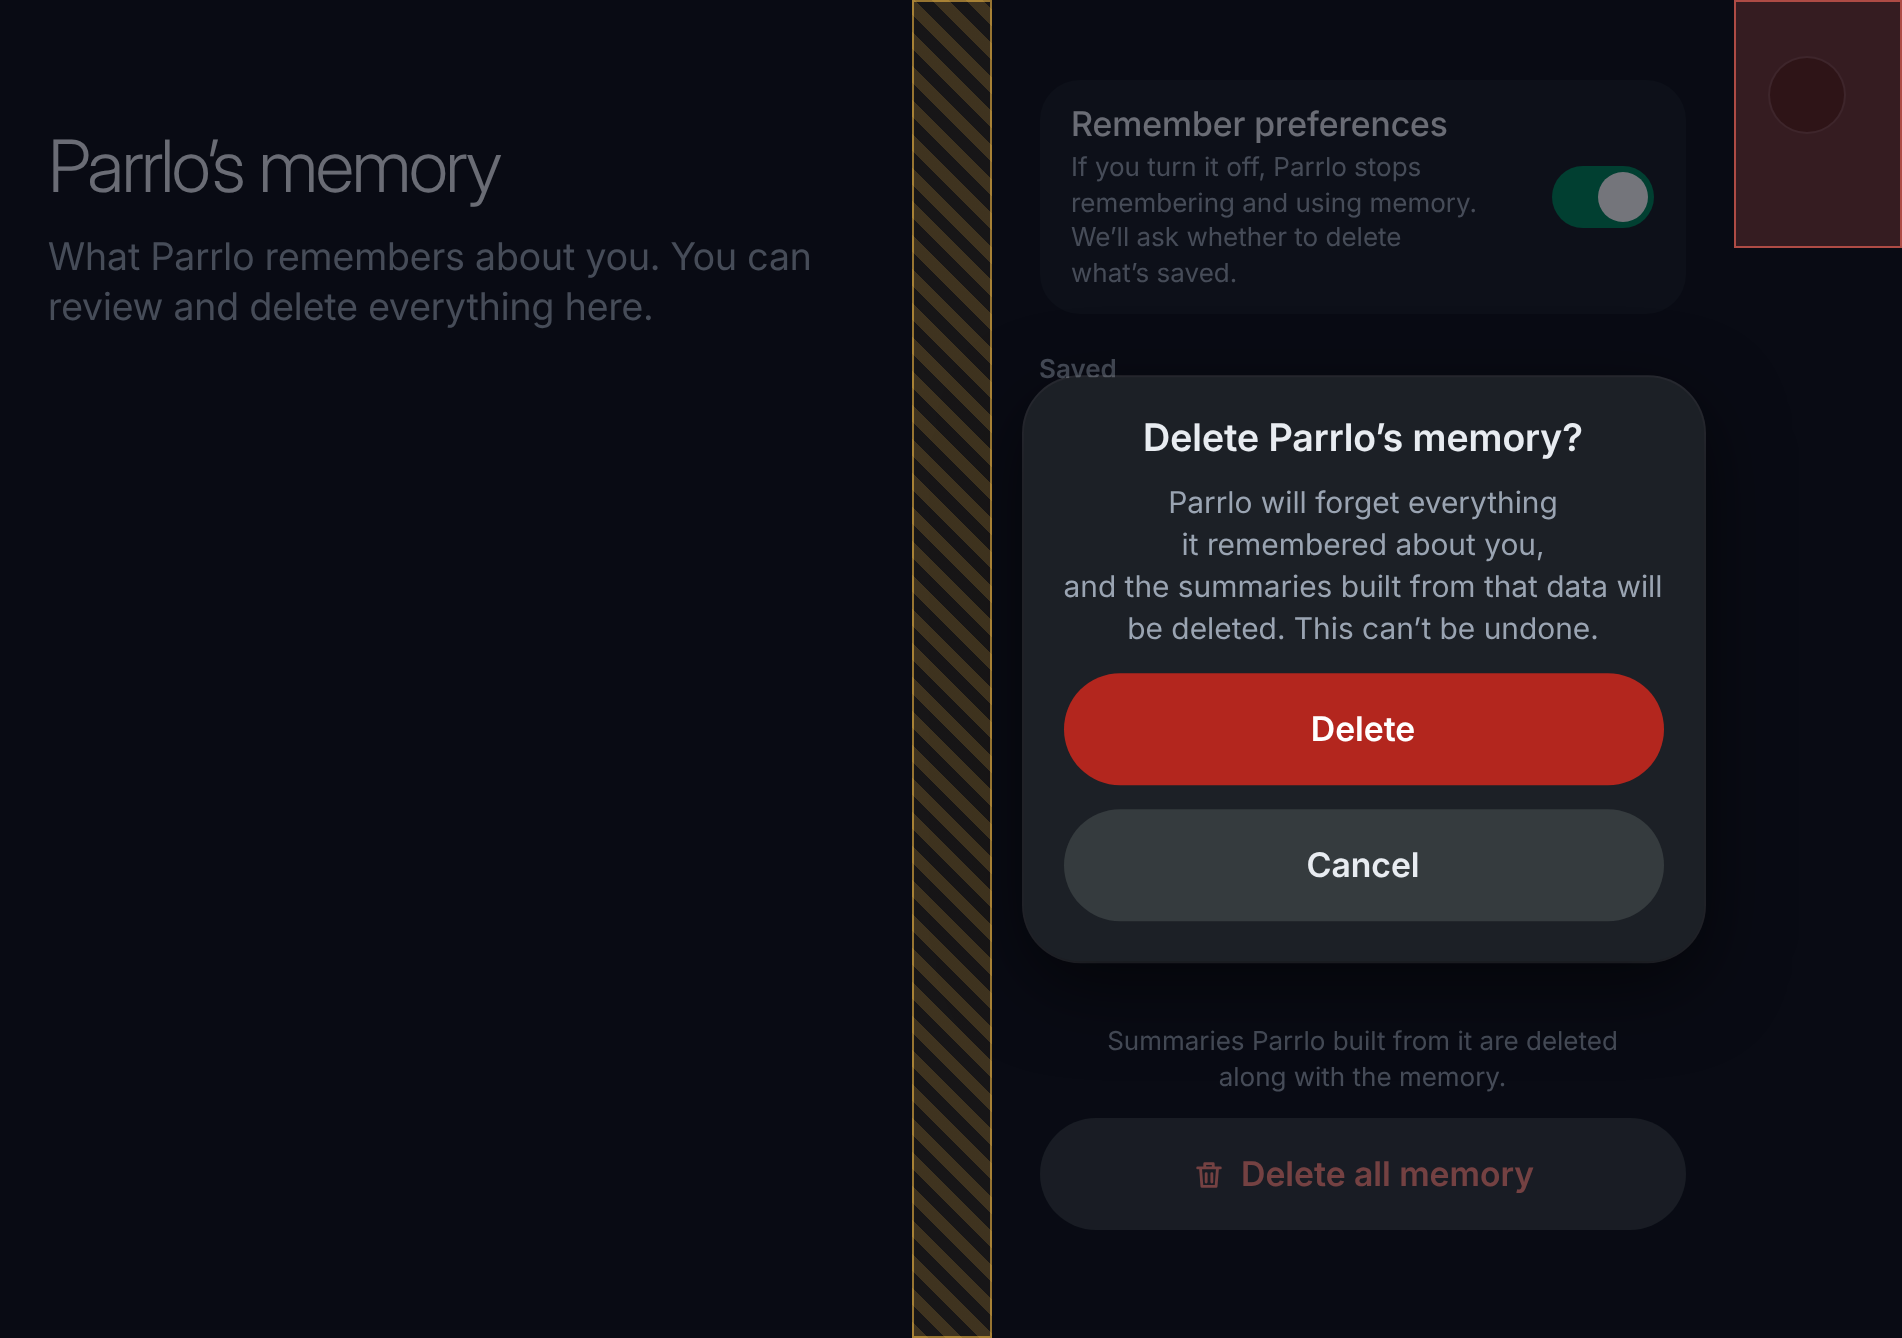 Parrlo’s memory
What Parrlo remembers about you. You can
review and delete everything here.
Remember preferences
If you turn it off, Parrlo stops
remembering and using memory.
We’ll ask whether to delete
what’s saved.
Saved
Delete Parrlo’s memory?
Parrlo will forget everything
it remembered about you,
and the summaries built from that data will
be deleted. This can’t be undone.
Delete
Cancel
Summaries Parrlo built from it are deleted
along with the memory.
Delete all memory